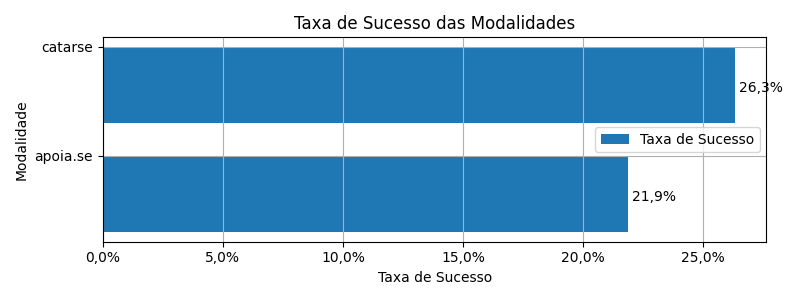 Taxa de Sucesso das Modalidades
catarse
26,3%
Taxa de Sucesso
Modalidade
apoia.se
21,9%
0,0% 5,0% 10,0% 15,0% 20,0% 25,0%
Taxa de Sucesso